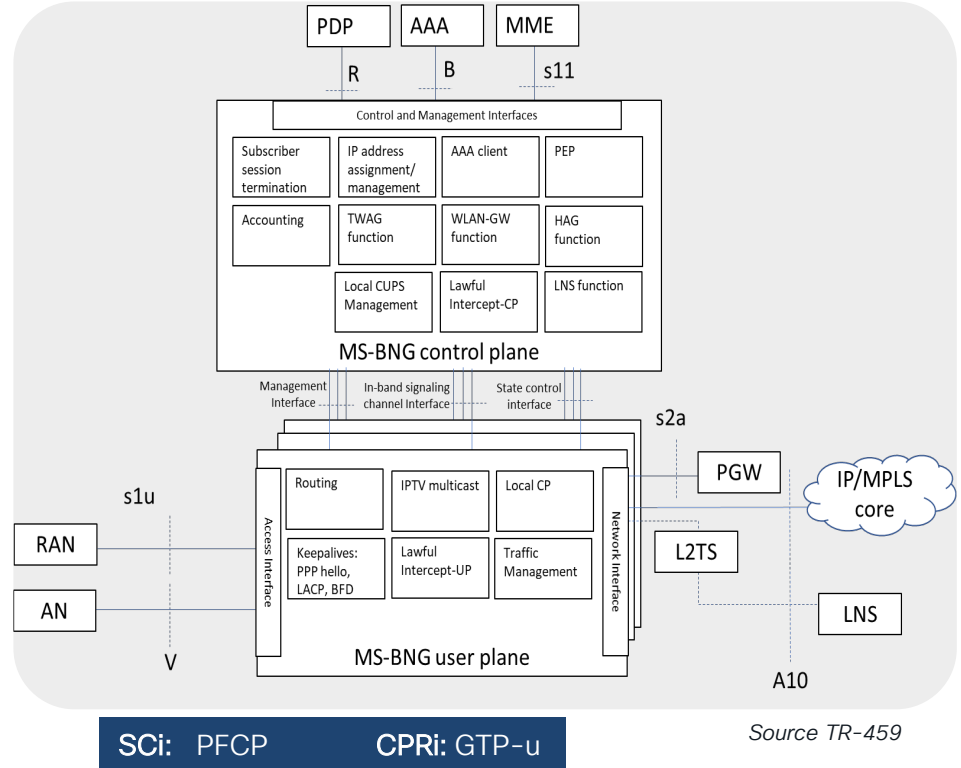 PDP
AAA
MME
R
B
s11
Control and Management Interfaces
Subscriber
session
termination
IP address
assignment/
management
AAA client
PEP
Accounting
TWAG
function
WLAN-GW
function
HAG
function
Local CUPS
Management
Lawful
Intercept-CP
LNS function
MS-BNG control plane
Management
Interface
In-band signaling
channel Interface
State control
interface
s2a
PGW
IP/MPLS
core
s1u
RAN
AN
V
Access Interface
Routing
IPTV multicast
Local CP
Keepalives:
PPP hello,
LACP, BFD
Lawful
Intercept-UP
Traffic
Management
Network Interface
MS-BNG user plane
L2TS
LNS
A10
SCi: PFCP CPRi: GTP-u
Source TR-459